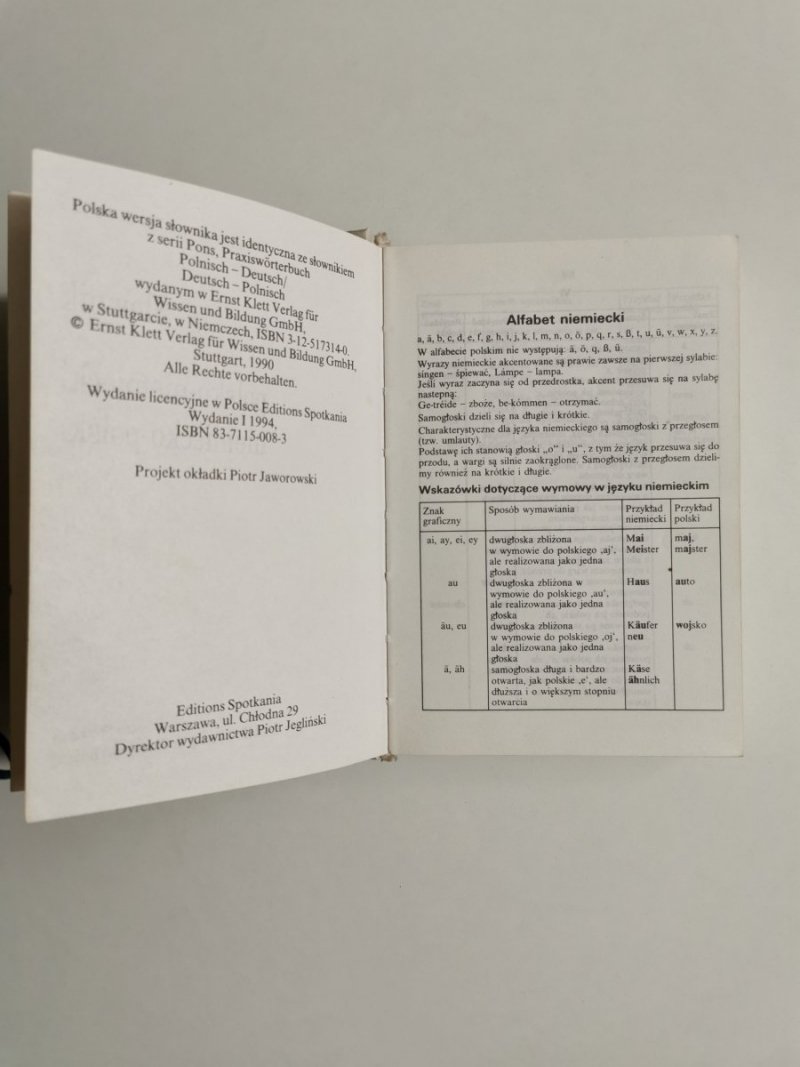 Polska wersja słownika jest identyczna ze słownikiem
z serii Pons, Praxiswörterbuch
Polnisch – Deutsch/
Deutsch – Polnisch
wydanym w Ernst Klett Verlag für
Wissen und Bildung GmbH,
w Stuttgarcie, w Niemczech, ISBN 3-12-517314-0.
© Ernst Klett Verlag für Wissen und Bildung GmbH,
Stuttgart, 1990
Alle Rechte vorbehalten.
Wydanie licencyjne w Polsce Editions Spotkania
Wydanie I 1994,
ISBN 83-7115-008-3
Projekt okładki Piotr Jaworowski
Editions Spotkania
Warszawa, ul. Chłodna 29
Dyrektor wydawnictwa Piotr Jegliński
Alfabet niemiecki
a, ä, b, c, d, e, f, g, h, i, j, k, l, m, n, o, ö, p, q, r, s, ß, t, u, ü, v, w, x, y, z.
W alfabecie polskim nie występują: ä, ö, q, ß, ü.
Wyrazy niemieckie akcentowane są prawie zawsze na pierwszej sylabie:
síngen – śpiewać, Lámpe – lampa.
Jeśli wyraz zaczyna się od przedrostka, akcent przesuwa się na sylabę
nastepną:
Ge-tréide – zboże, be-kómmen – otrzymać.
Samogłoski dzieli się na długie i krótkie.
Charakterystyczne dla języka niemieckiego są samogłoski z przegłosem
(tzw. umlauty).
Podstawę ich stanowią głoski „o” i „u”, z tym że język przesuwa się do
przodu, a wargi są silnie zaokrąglone. Samogłoski z przegłosem dzieli-
my również na krótkie i długie.
Wskazówki dotyczące wymowy w języku niemieckim
Znak Sposób wymawiania Przykład Przykład
graficzny niemiecki polski
ai, ay, ei, ey dwugłoska zbliżona Mai maj,
w wymowie do polskiego ‚aj’, Meister majster
ale realizowana jako jedna
głoska
au dwugłoska zbliżona w Haus auto
wymowie do polskiego ‚au’,
ale realizowana jako jedna
głoska
äu, eu dwugłoska zbliżona Käufer wojsko
w wymowie do polskiego ‚oj’, neu
ale realizowana jako jedna
głoska
ä, äh samogłoska długa i bardzo Käse
otwarta, jak polskie ‚e’, ale ähnlich
dłuższa i o większym stopniu
otwarcia